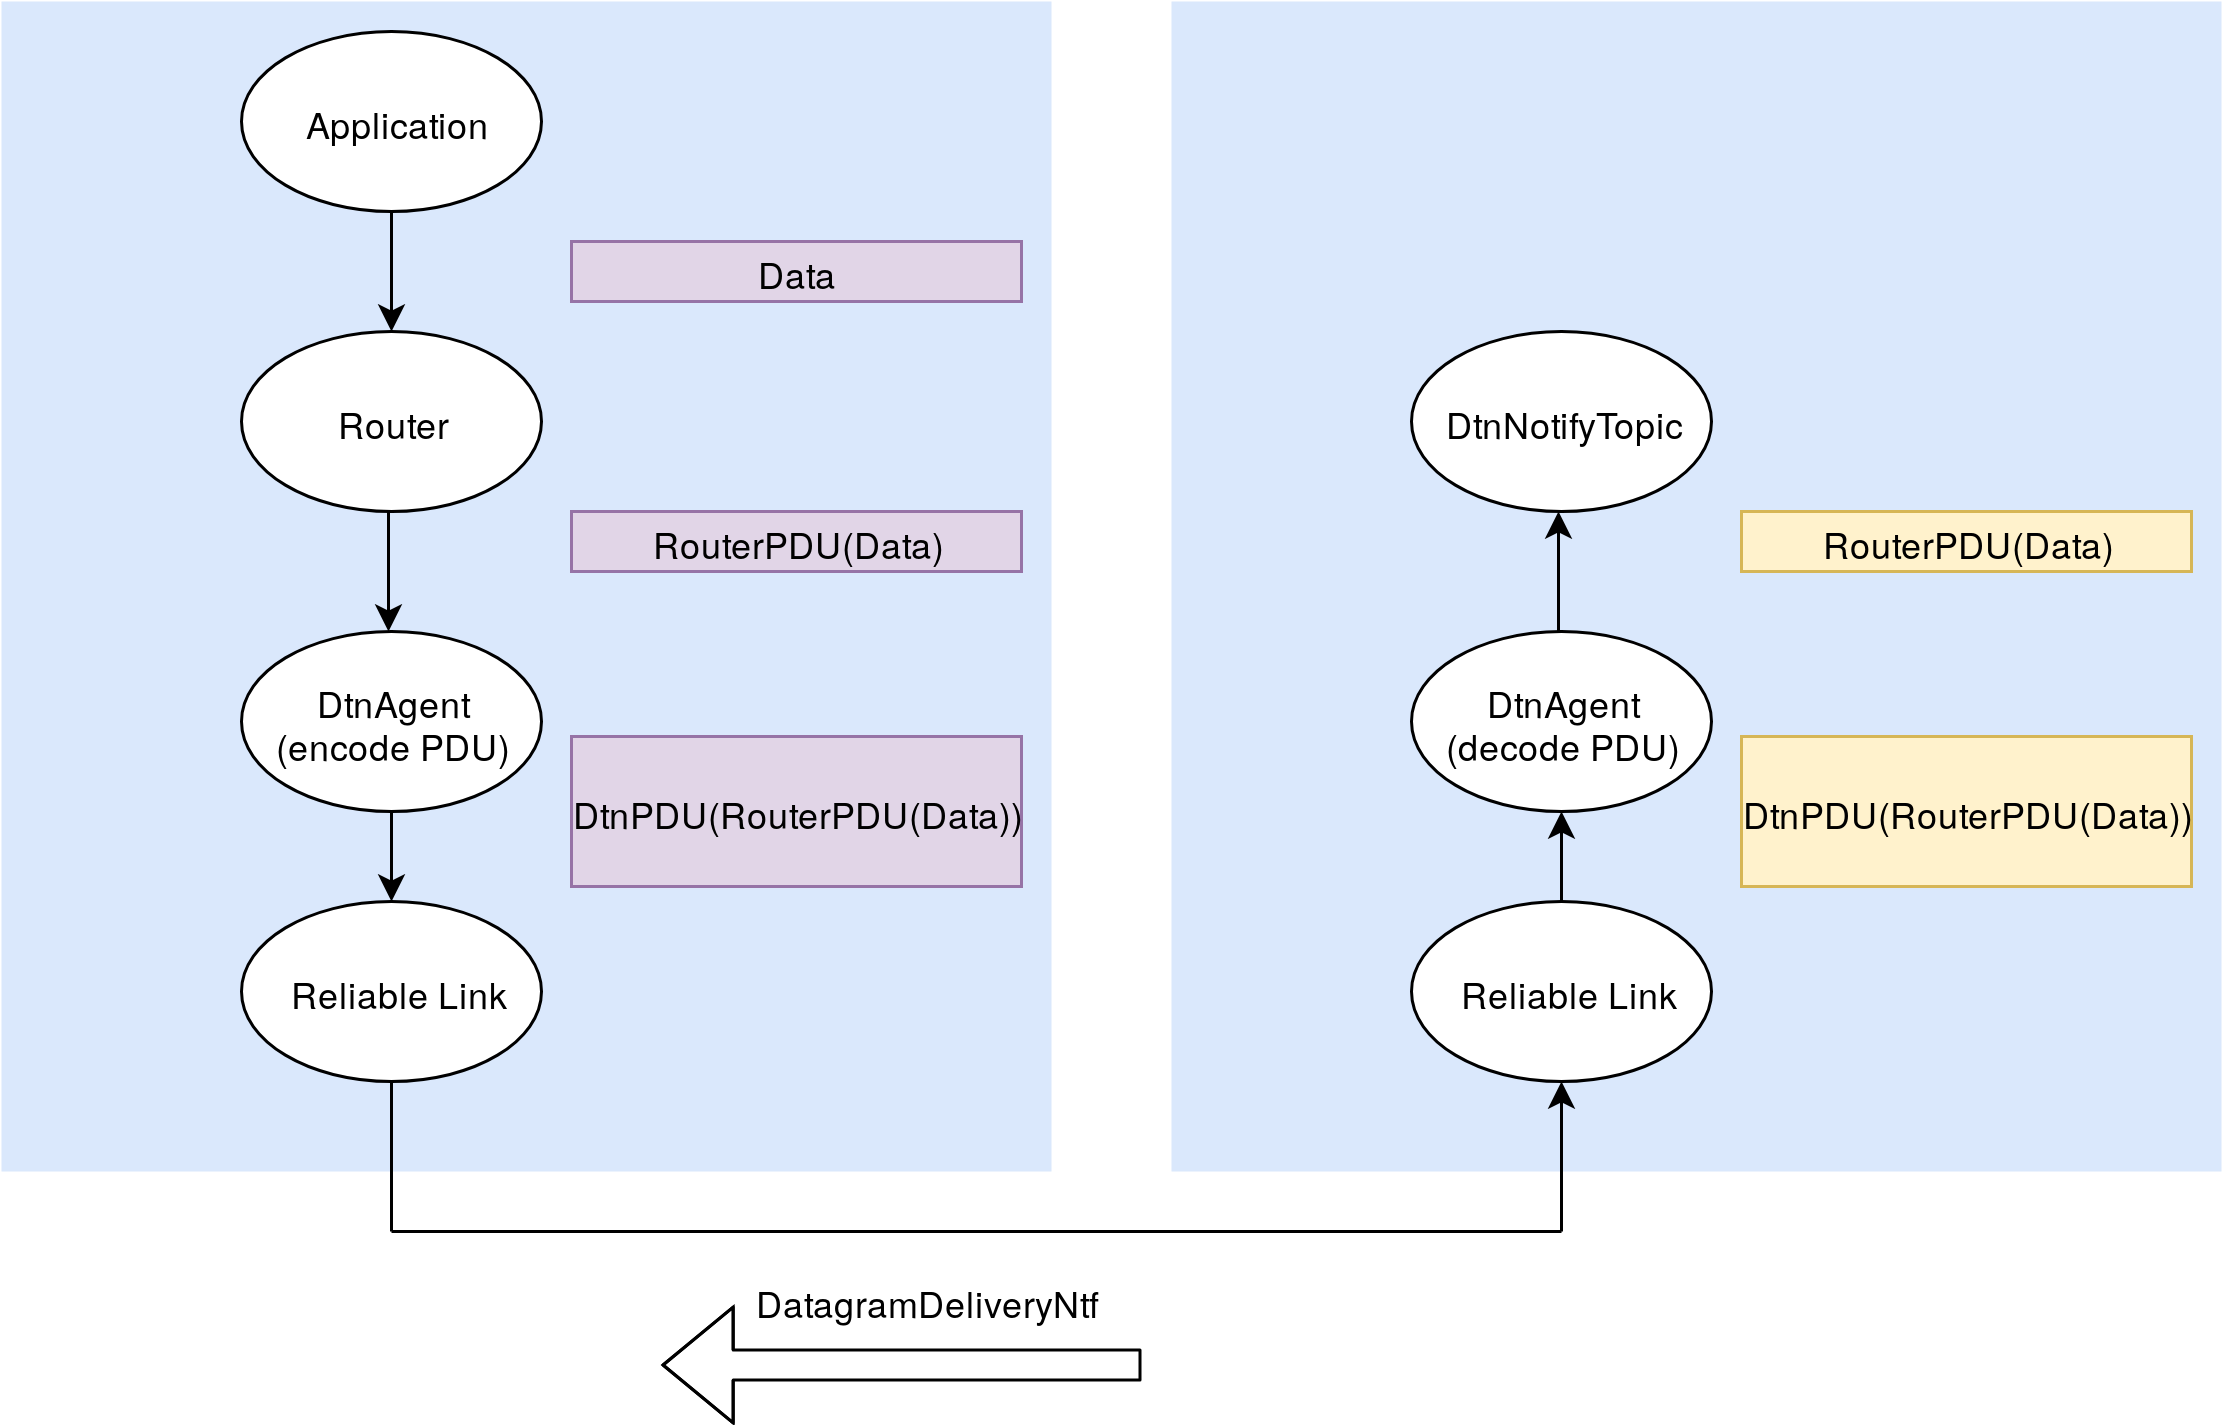 Application
Data
Router
RouterPDU(Data)
DtnAgent
(encode PDU)
DtnPDU(RouterPDU(Data))
Reliable Link
DtnNotifyTopic
RouterPDU(Data)
DtnAgent
(decode PDU)
DtnPDU(RouterPDU(Data))
Reliable Link
DatagramDeliveryNtf